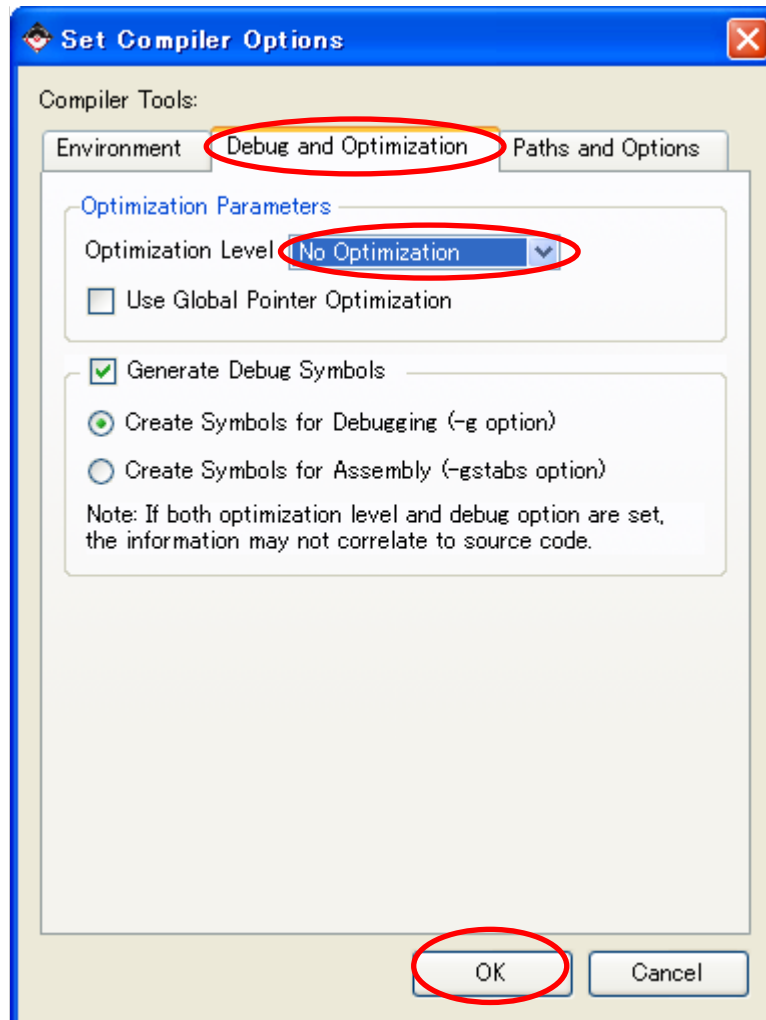 Set Compiler Options
Compiler Tools:
Environment Debug and Optimization Paths and Options
Optimization Parameters
Optimization Level No Optimization
Use Global Pointer Optimization
Generate Debug Symbols
Create Symbols for Debugging (-g option)
Create Symbols for Assembly (-gstabs option)
Note: If both optimization level and debug option are set,
the information may not correlate to source code.
OK Cancel